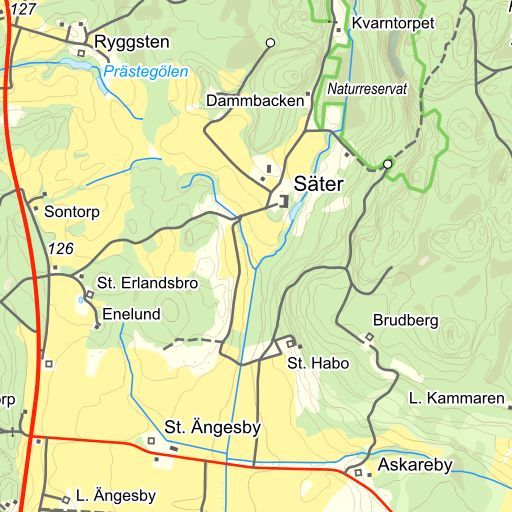 127
Kvarntorpet
Ryggsten
Prästegölen
Naturreservat
Dammbacken
Säter
Sontorp
126
St. Erlandsbro
Enelund
Brudberg
St. Habo
L. Kammaren
orp
St. Ängesby
Askareby
L. Ängesby